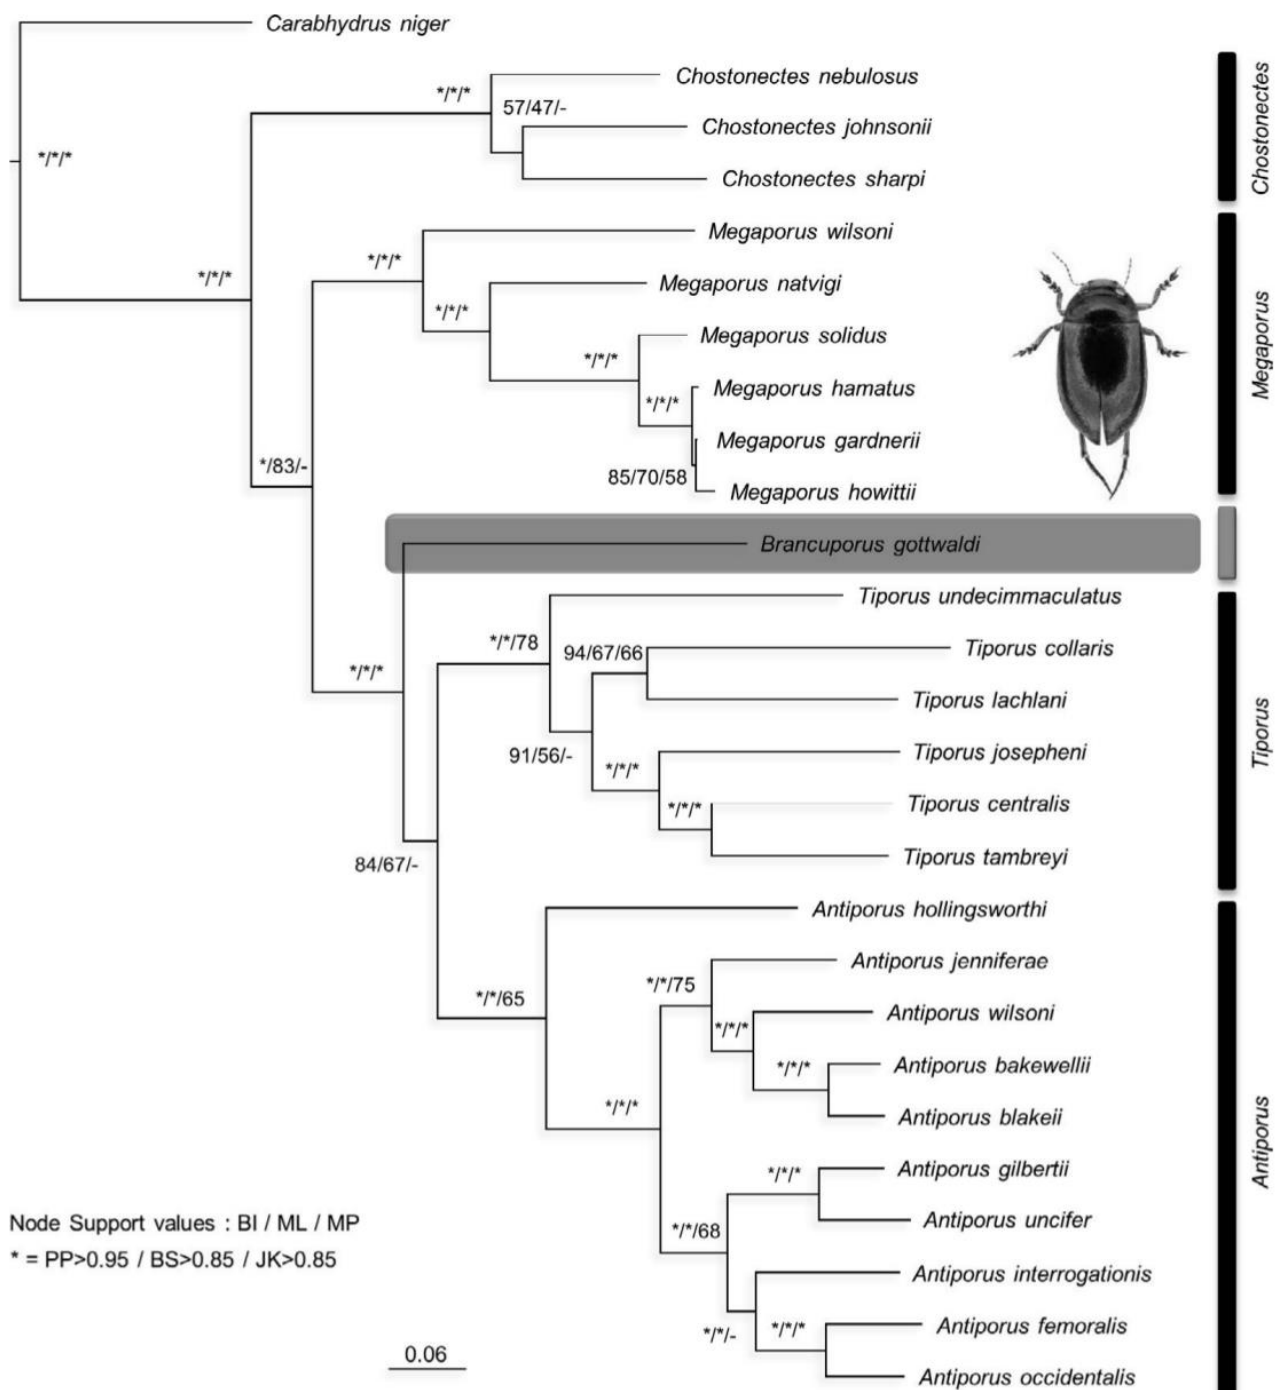 Carabhydrus niger
Chostonectes nebulosus
*/*/*
57/47/-
Chostonectes johnsonii
*/*/*
Chostonectes sharpi
Chostonectes
Megaporus wilsoni
*/*/*
*/*/*
Megaporus natvigi
*/*/*
Megaporus solidus
*/*/*
Megaporus hamatus
*/*/*
Megaporus gardnerii
*/83/-
85/70/58
Megaporus howittii
Megaporus
Brancuporus gottwaldi
Tiporus undecimmaculatus
*/*/78
94/67/66
Tiporus collaris
*/*/*
Tiporus lachlani
91/56/-
Tiporus josepheni
*/*/*
*/*/*
Tiporus centralis
84/67/-
Tiporus tambreyi
Tiporus
Antiporus hollingsworthi
Antiporus jenniferae
*/*/75
*/*/65
Antiporus wilsoni
*/*/*
*/*/*
Antiporus bakewellii
*/*/*
Antiporus blakeii
*/*/*
Antiporus gilbertii
*/*/68
Antiporus uncifer
Antiporus interrogationis
*/*/-
*/*/*
Antiporus femoralis
Antiporus occidentalis
Antiporus
Node Support values : BI / ML / MP
* = PP>0.95 / BS>0.85 / JK>0.85
0.06